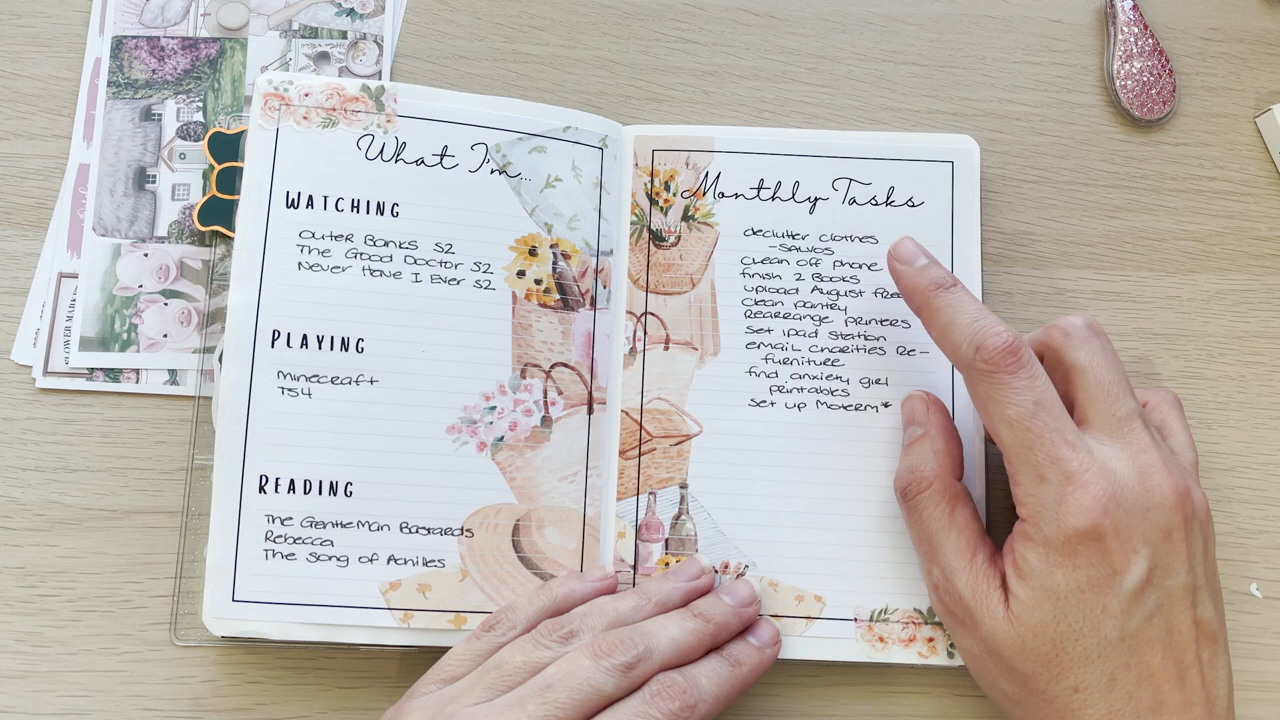 What I'm...
WATCHING
Outer Banks S2
The Good Doctor S2
Never Have I Ever S2
PLAYING
Minecraft
TS4
READING
The Gentleman Bastards
Rebecca
The Song of Achilles
Monthly Tasks
declutter clothes
clean off phone
finish 2 Books
upload August
clean pantry
Rearrange printers
set ipad station
email charities Re-
furniture
find anxiety girl
printables
set up Moterm*